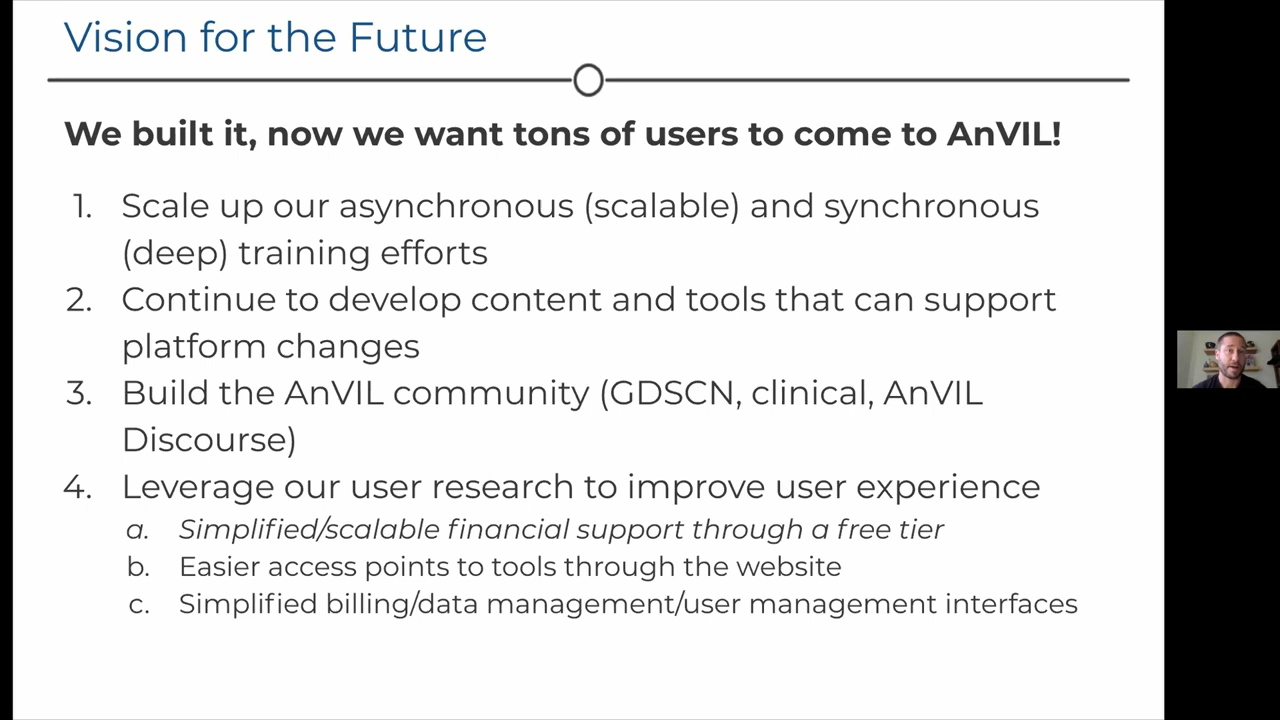 Vision for the Future
We built it, now we want tons of users to come to AnVIL!
1. Scale up our asynchronous (scalable) and synchronous
(deep) training efforts
2. Continue to develop content and tools that can support
platform changes
3. Build the AnVIL community (GDSCN, clinical, AnVIL
Discourse)
4. Leverage our user research to improve user experience
a. Simplified/scalable financial support through a free tier
b. Easier access points to tools through the website
c. Simplified billing/data management/user management interfaces